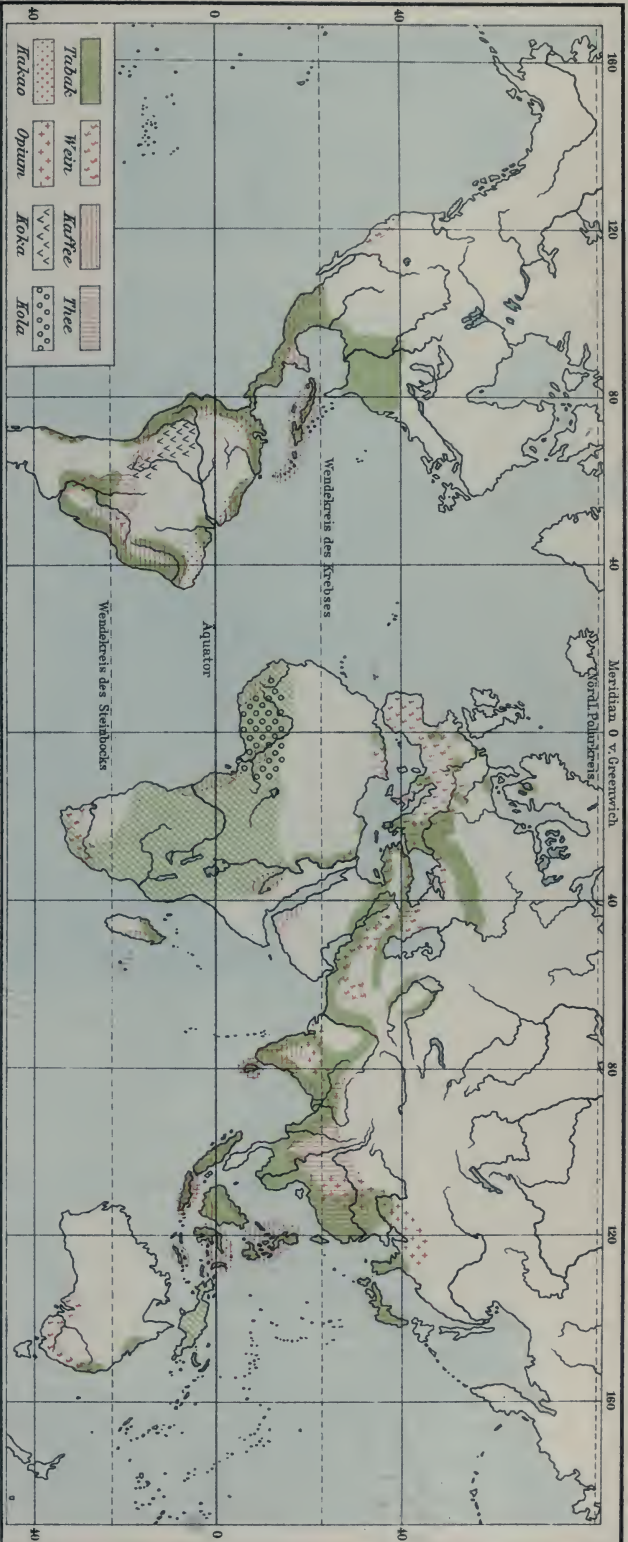 Meridian 0 v. Greenwich
160
120
80
40
40
80
120
160
Nördl. Polarkreis
40
40
Wendekreis des Krebses
0
Äquator
0
Wendekreis des Steinbocks
40
40
Tabak
Wein
Kaffee
Thee
Kakao
Opium
Koka
Kola